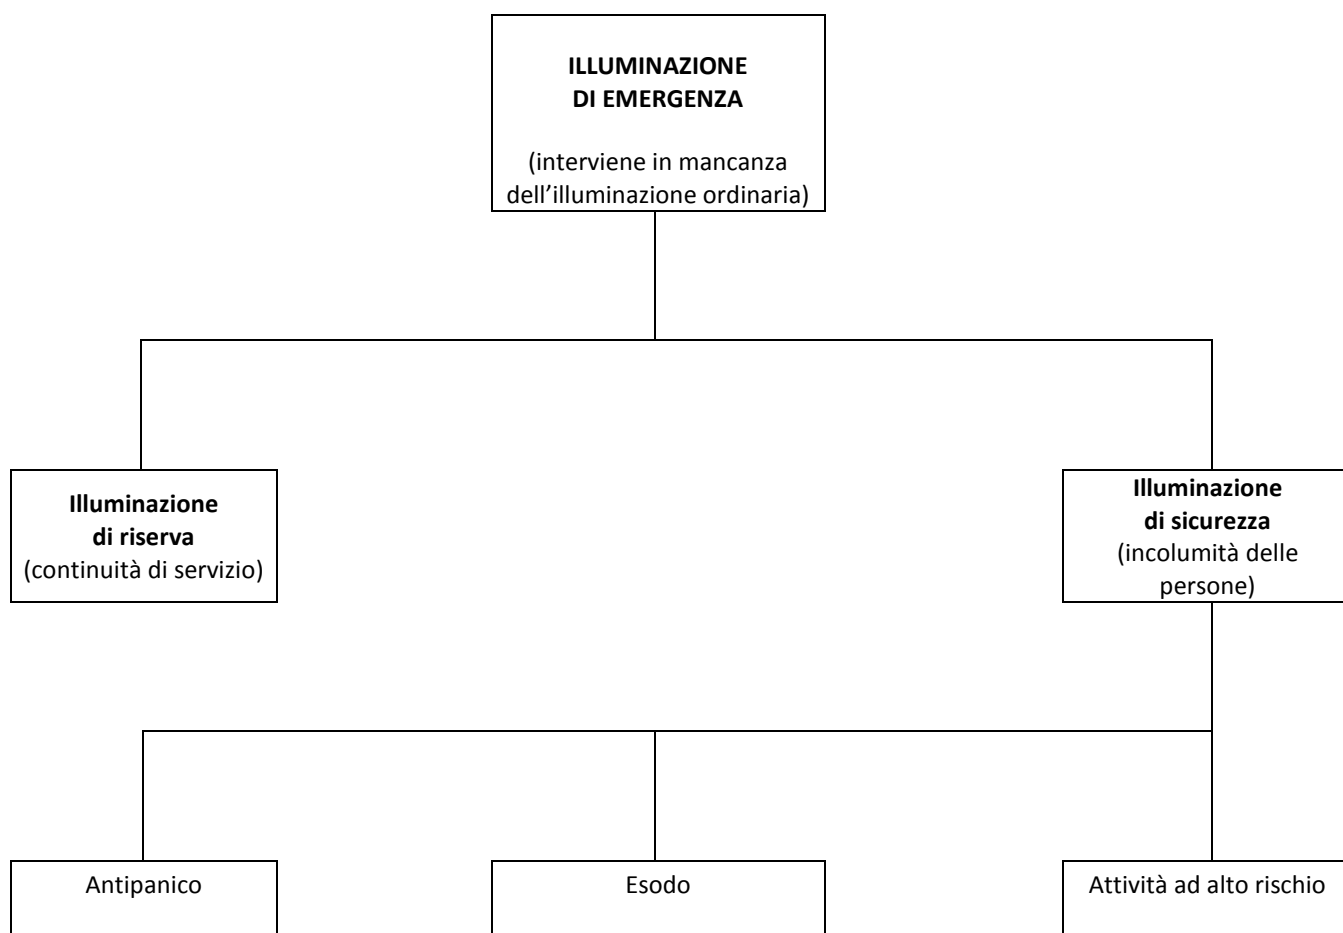 ILLUMINAZIONE
DI EMERGENZA
(interviene in mancanza
dell’illuminazione ordinaria)
Illuminazione
di riserva
(continuità di servizio)
Illuminazione
di sicurezza
(incolumità delle
persone)
Antipanico
Esodo
Attività ad alto rischio